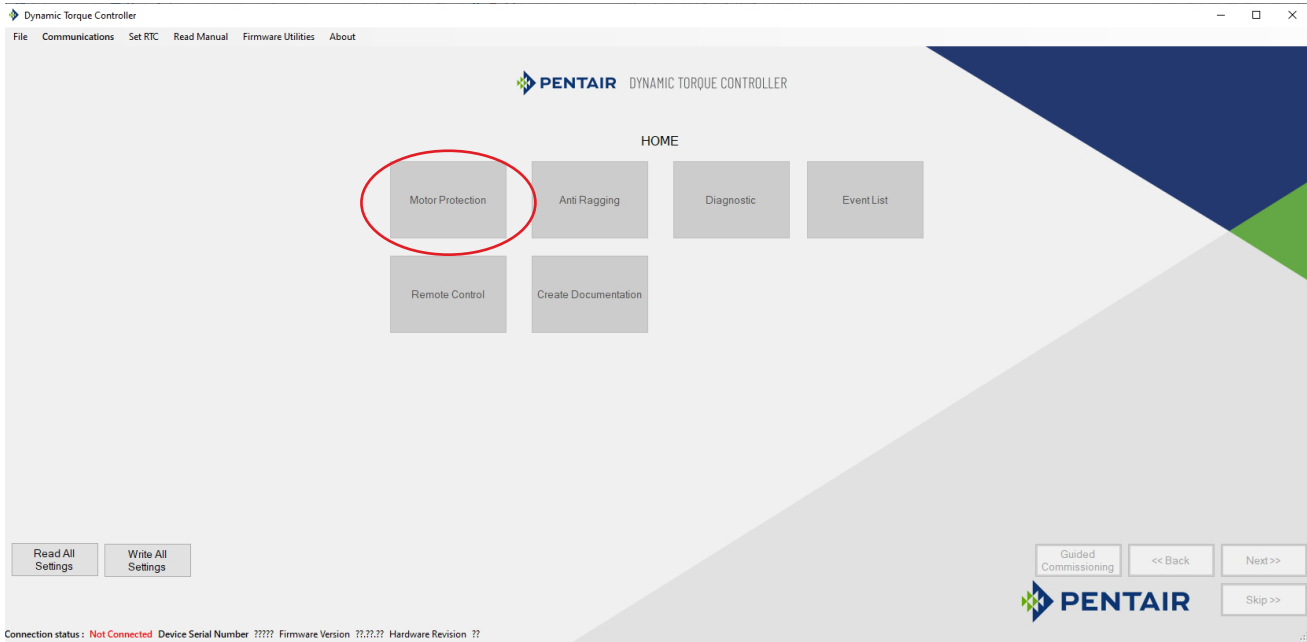 Dynamic Torque Controller
File Communications Set RTC Read Manual Firmware Utilities About
PENTAIR DYNAMIC TORQUE CONTROLLER
HOME
Motor Protection Anti Ragging Diagnostic Event List
Remote Control Create Documentation
Read All Settings Write All Settings
Guided Commissioning << Back Next >>
PENTAIR Skip >>
Connection status : Not Connected Device Serial Number ????? Firmware Version ??.??.?? Hardware Revision ??